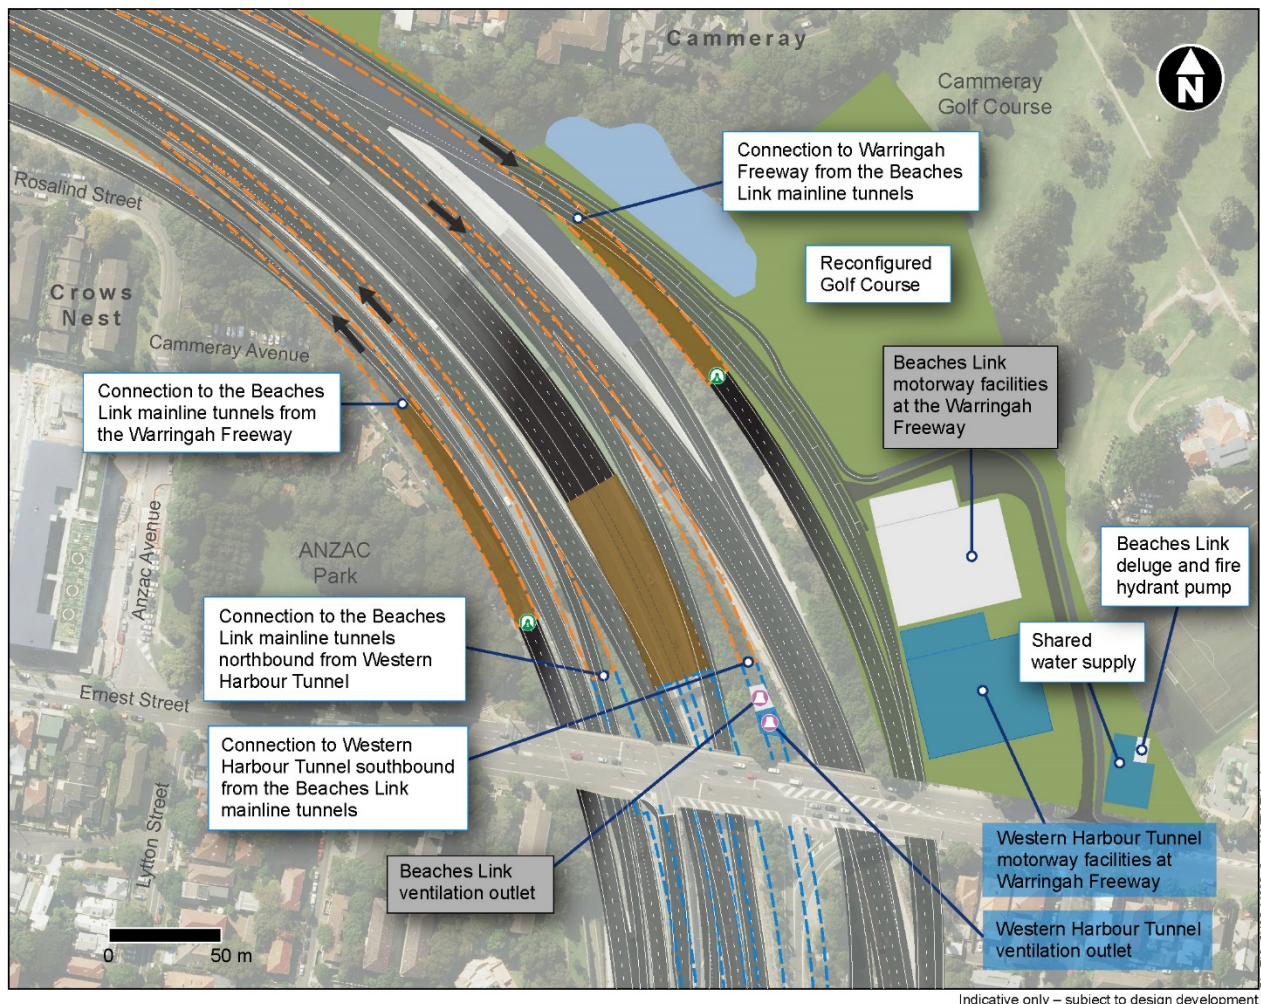 Cammeray
Cammeray
Golf Course
N
Connection to Warringah
Freeway from the Beaches
Link mainline tunnels
Rosalind Street
Reconfigured
Golf Course
Crows
Nest
Cammeray Avenue
Beaches Link
motorway facilities
at the Warringah
Freeway
Connection to the Beaches
Link mainline tunnels from
the Warringah Freeway
Anzac Avenue
ANZAC
Park
Beaches Link
deluge and fire
hydrant pump
Connection to the Beaches
Link mainline tunnels
northbound from Western
Harbour Tunnel
Shared
water supply
Ernest Street
Connection to Western
Harbour Tunnel southbound
from the Beaches Link
mainline tunnels
Lytton Street
Beaches Link
ventilation outlet
Western Harbour Tunnel
motorway facilities at
Warringah Freeway
Western Harbour Tunnel
ventilation outlet
0 50 m
Indicative only – subject to design development